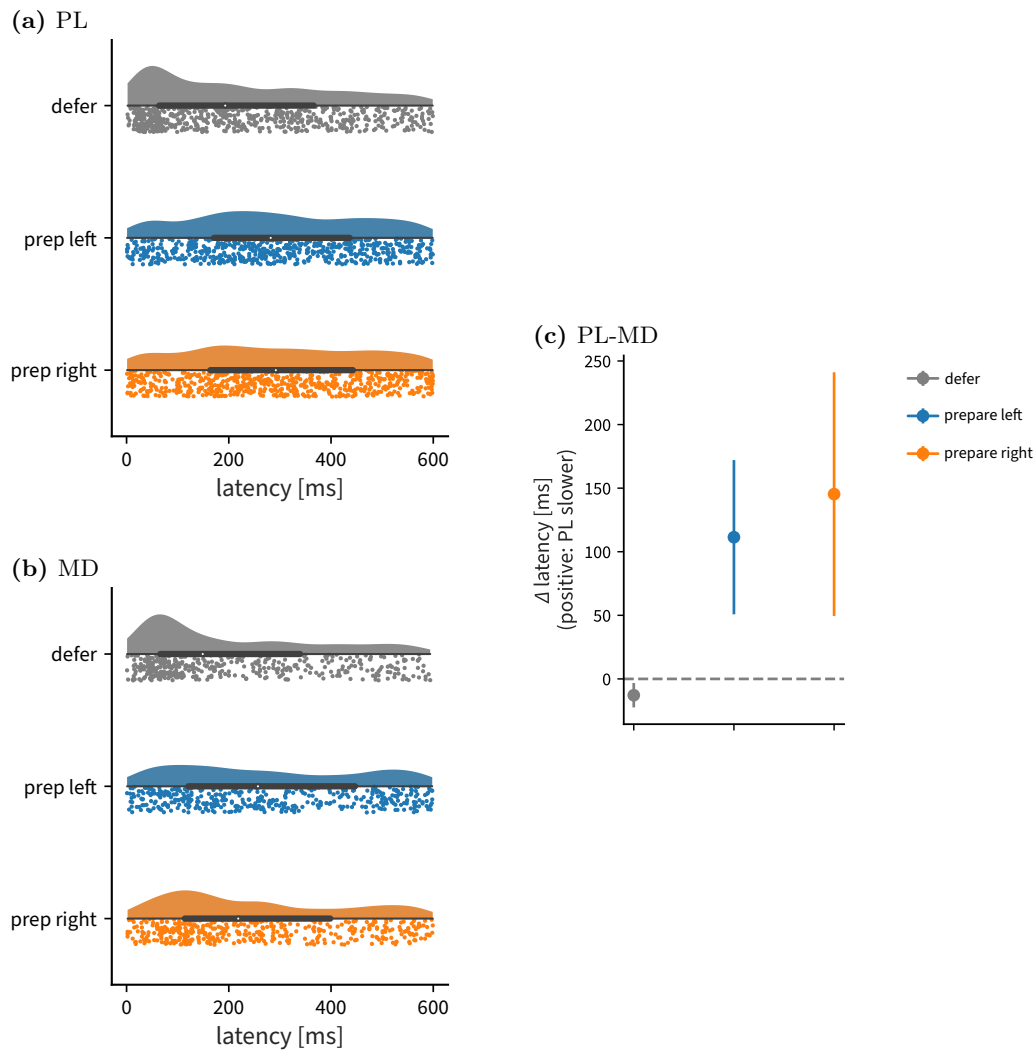 (a) PL
defer
prep left
prep right
0 200 400 600
latency [ms]
(b) MD
defer
prep left
prep right
0 200 400 600
latency [ms]
(c) PL-MD
250
200
150
100
50
0
Δ latency [ms]
(positive: PL slower)
defer
prepare left
prepare right